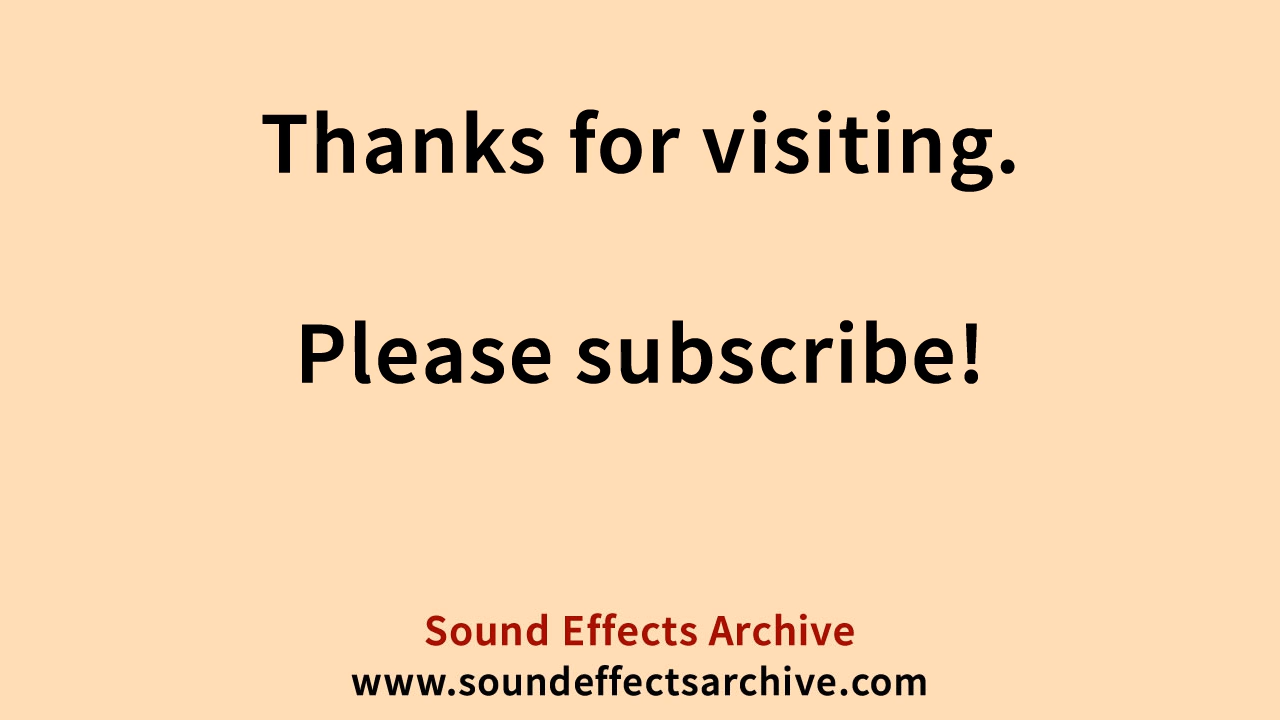 Thanks for visiting.
Please subscribe!
Sound Effects Archive
www.soundeffectsarchive.com